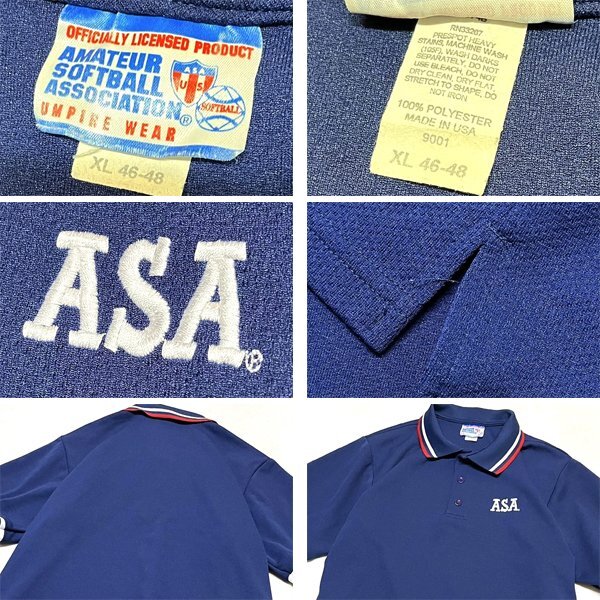 OFFICIALLY LICENSED PRODUCT
AMATEUR
SOFTBALL
ASSOCIATION®
U S
SOFTBALL
UMPIRE WEAR
XL 46-48
RN33207
PRESPOT HEAVY
STAINS, MACHINE WASH
(105F), WASH DARKS
SEPARATELY, DO NOT
USE BLEACH, DO NOT
DRY CLEAN, DRY FLAT,
STRETCH TO SHAPE, DO
NOT IRON
100% POLYESTER
MADE IN USA
9001
XL 46-48
ASA®
ASA